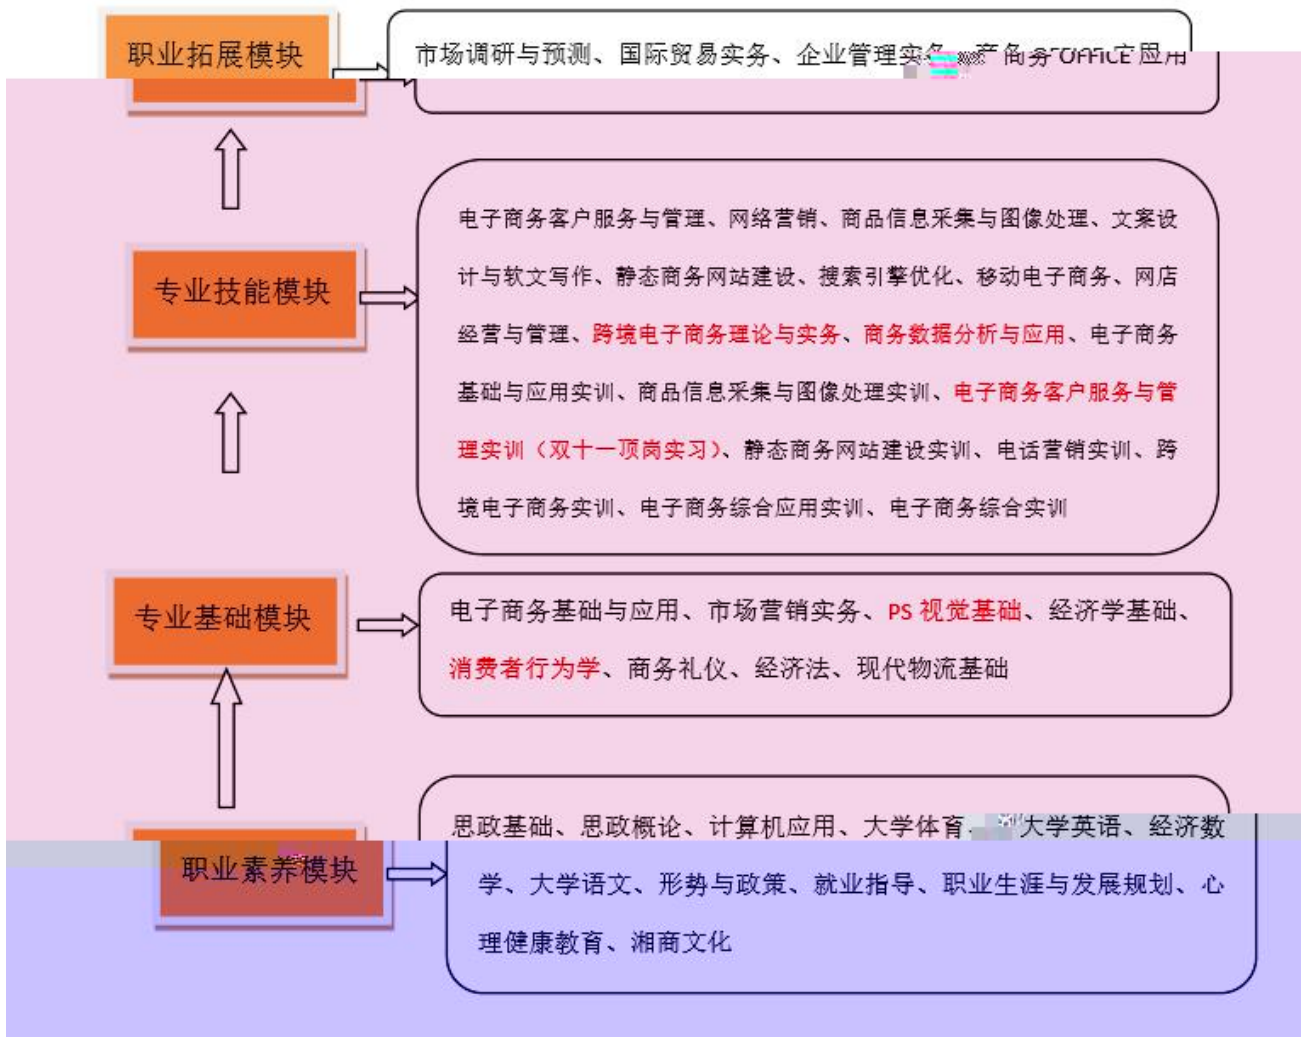 职业拓展模块
市场调研与预测、国际贸易实务、企业管理实务、商务 OFFICE 应用
专业技能模块
电子商务客户服务与管理、网络营销、商品信息采集与图像处理、文案设
计与软文写作、静态商务网站建设、搜索引擎优化、移动电子商务、网店
经营与管理、跨境电子商务理论与实务、商务数据分析与应用、电子商务
基础与应用实训、商品信息采集与图像处理实训、电子商务客户服务与管
理实训（双十一顶岗实习）、静态商务网站建设实训、电话营销实训、跨
境电子商务实训、电子商务综合应用实训、电子商务综合实训
专业基础模块
电子商务基础与应用、市场营销实务、PS 视觉基础、经济学基础、
消费者行为学、商务礼仪、经济法、现代物流基础
职业素养模块
思政基础、思政概论、计算机应用、大学体育、大学英语、经济数
学、大学语文、形势与政策、就业指导、职业生涯与发展规划、心
理健康教育、湘商文化